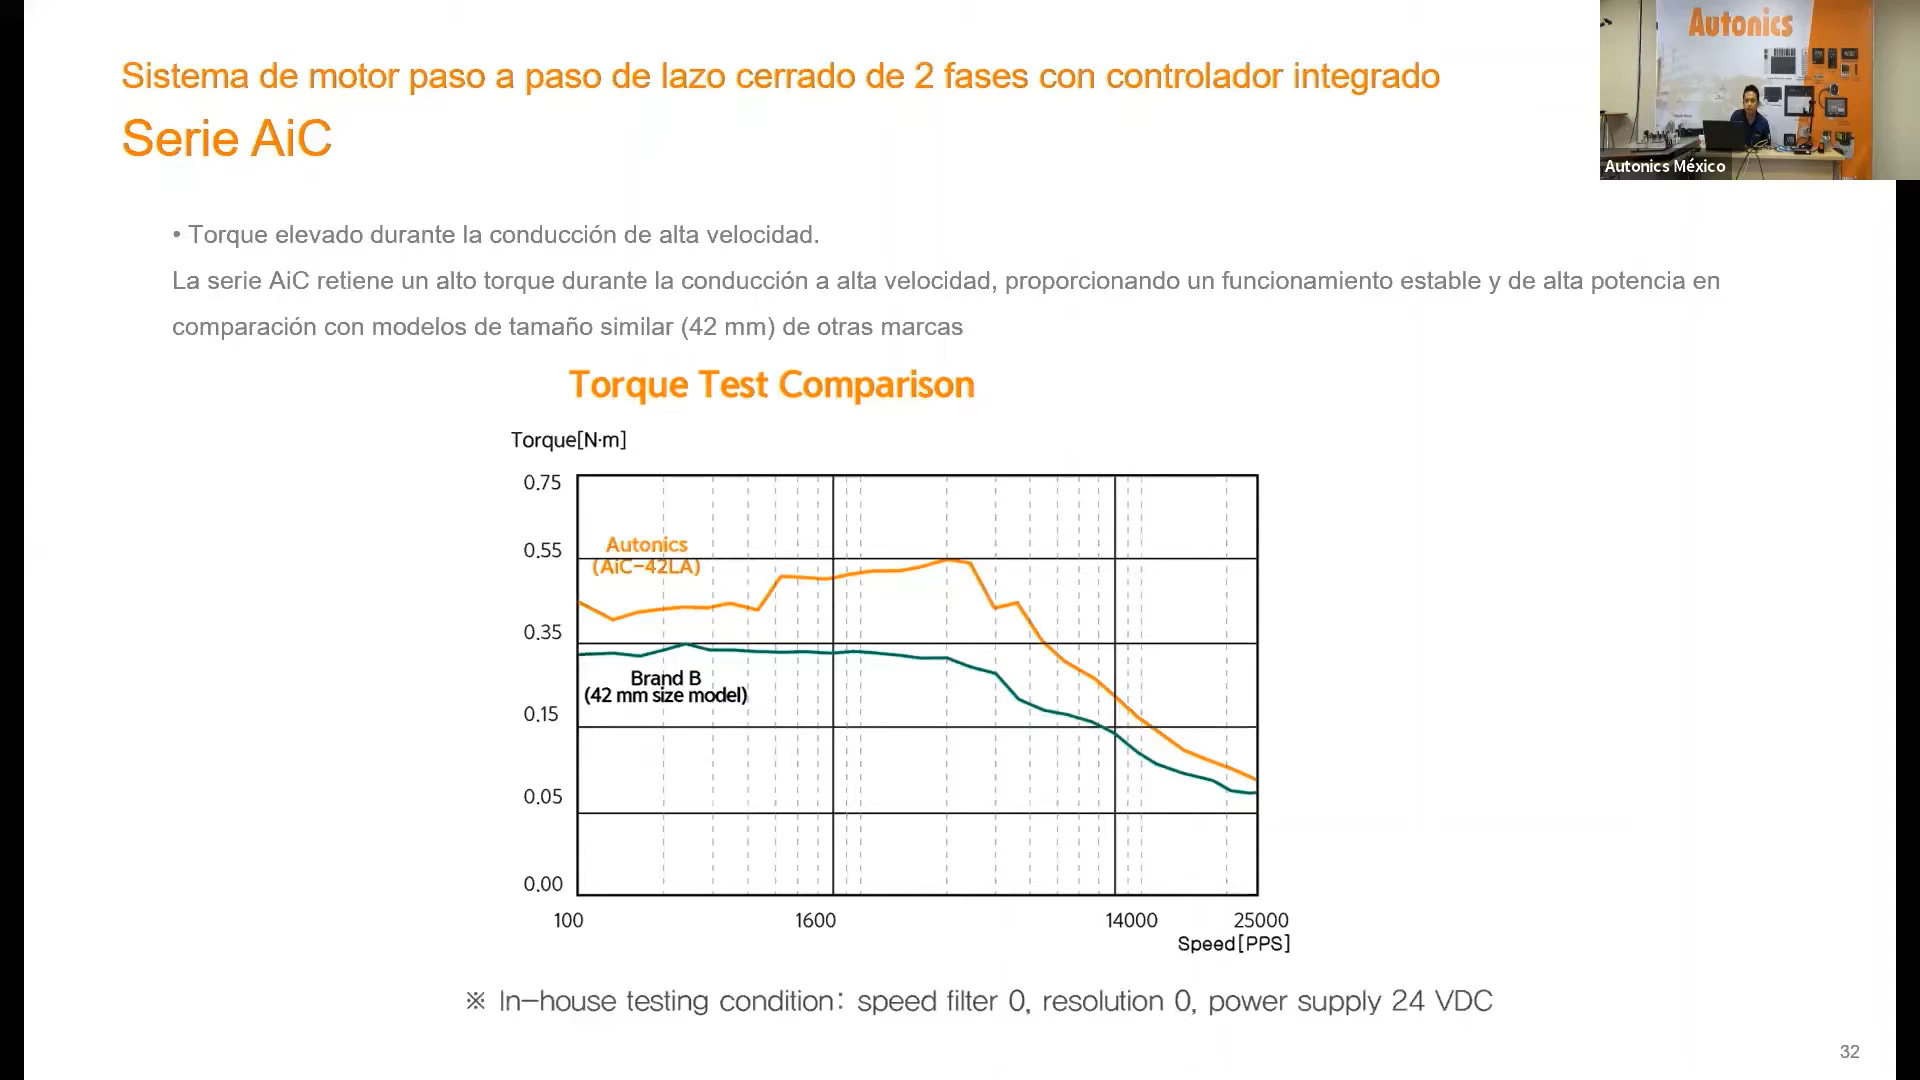 Autonics
Autonics México
Sistema de motor paso a paso de lazo cerrado de 2 fases con controlador integrado
Serie AiC
• Torque elevado durante la conducción de alta velocidad.
La serie AiC retiene un alto torque durante la conducción a alta velocidad, proporcionando un funcionamiento estable y de alta potencia en
comparación con modelos de tamaño similar (42 mm) de otras marcas
Torque Test Comparison
Torque[N·m]
0.75
0.55
0.35
0.15
0.05
0.00
Autonics
(AiC-42LA)
Brand B
(42 mm size model)
100 1600 14000 25000
Speed[PPS]
※ In-house testing condition: speed filter 0, resolution 0, power supply 24 VDC
32